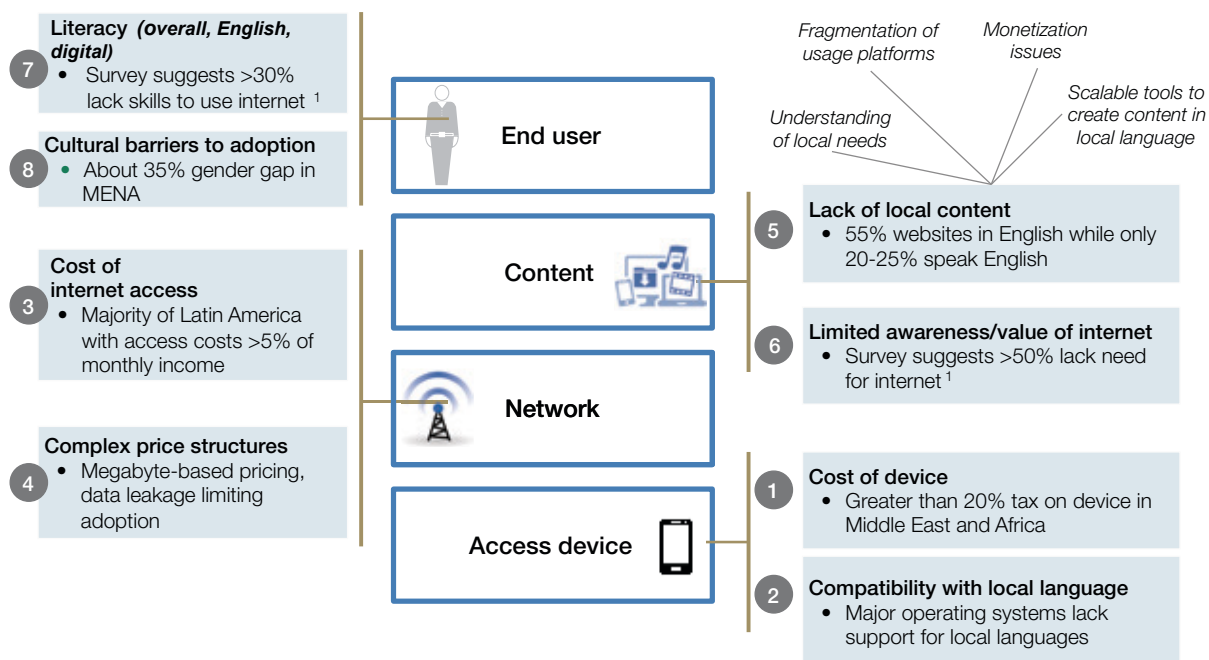 Literacy (overall, English,
digital)
7
• Survey suggests >30%
lack skills to use internet 1
Cultural barriers to adoption
8
• About 35% gender gap in
MENA
End user
Fragmentation of
usage platforms
Monetization
issues
Understanding
of local needs
Scalable tools to
create content in
local language
5
Lack of local content
• 55% websites in English while only
20-25% speak English
Content
6
Limited awareness/value of internet
• Survey suggests >50% lack need
for internet 1
Cost of
internet access
3
• Majority of Latin America
with access costs >5% of
monthly income
Network
Complex price structures
4
• Megabyte-based pricing,
data leakage limiting
adoption
1
Cost of device
• Greater than 20% tax on device in
Middle East and Africa
Access device
2
Compatibility with local language
• Major operating systems lack
support for local languages